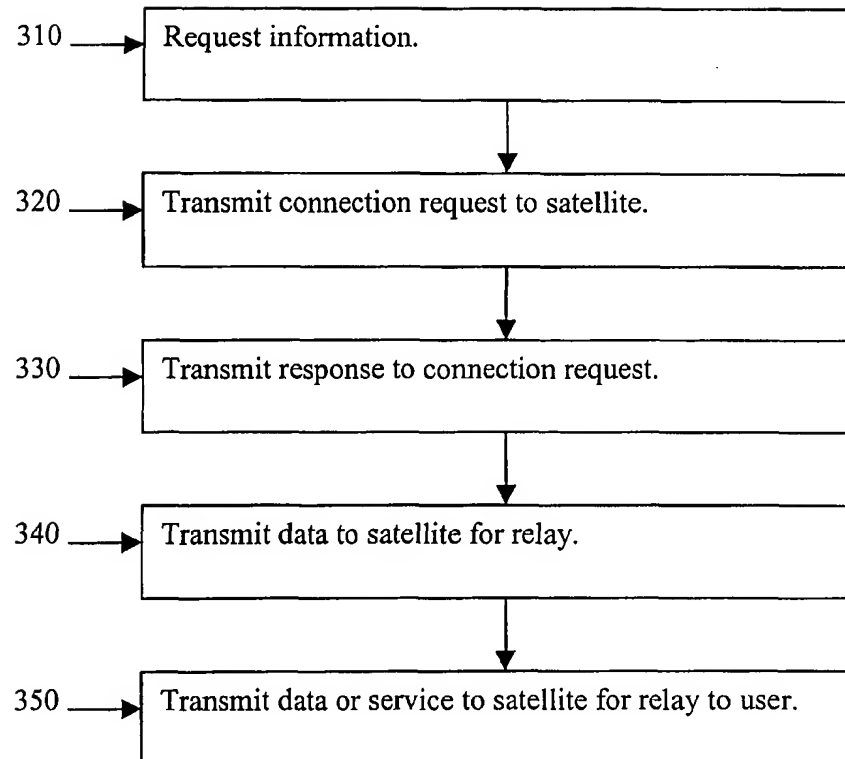 310 Request information.
320 Transmit connection request to satellite.
330 Transmit response to connection request.
340 Transmit data to satellite for relay.
350 Transmit data or service to satellite for relay to user.